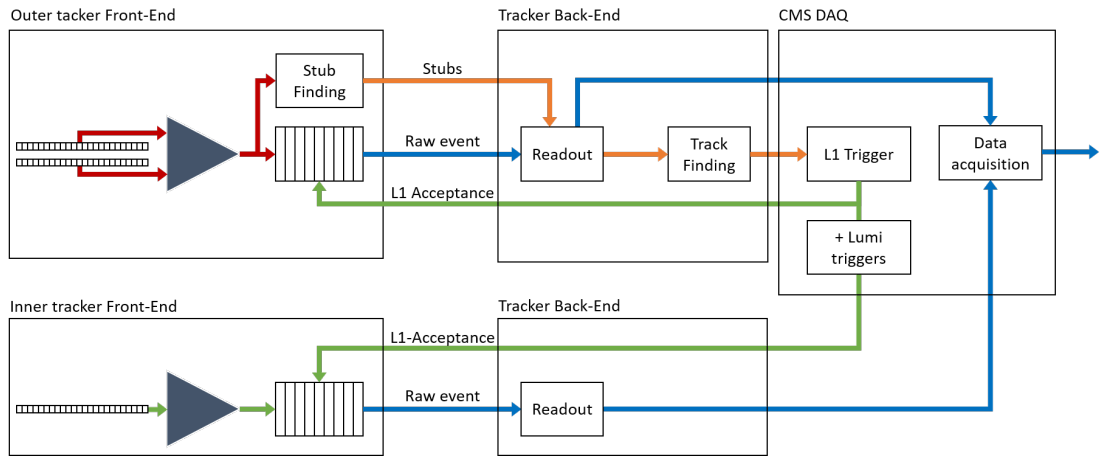 Outer tacker Front-End
Tracker Back-End
CMS DAQ
Stub
Finding
Stubs
Raw event
Readout
Track
Finding
L1 Trigger
Data
acquisition
L1 Acceptance
+ Lumi
triggers
Inner tracker Front-End
Tracker Back-End
L1-Acceptance
Raw event
Readout